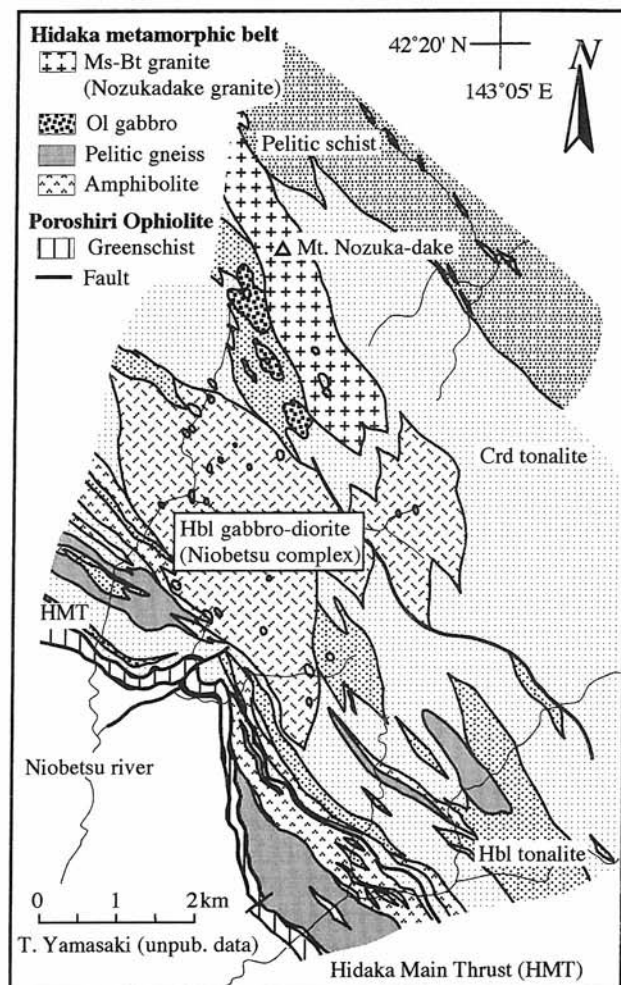 Hidaka metamorphic belt
Ms-Bt granite
(Nozukadake granite)
Ol gabbro
Pelitic gneiss
Amphibolite
Poroshiri Ophiolite
Greenschist
Fault
42°20' N
143°05' E
N
Pelitic schist
Mt. Nozuka-dake
Crd tonalite
Hbl gabbro-diorite
(Niobetsu complex)
HMT
Niobetsu river
Hbl tonalite
0 1 2 km
T. Yamasaki (unpub. data)
Hidaka Main Thrust (HMT)